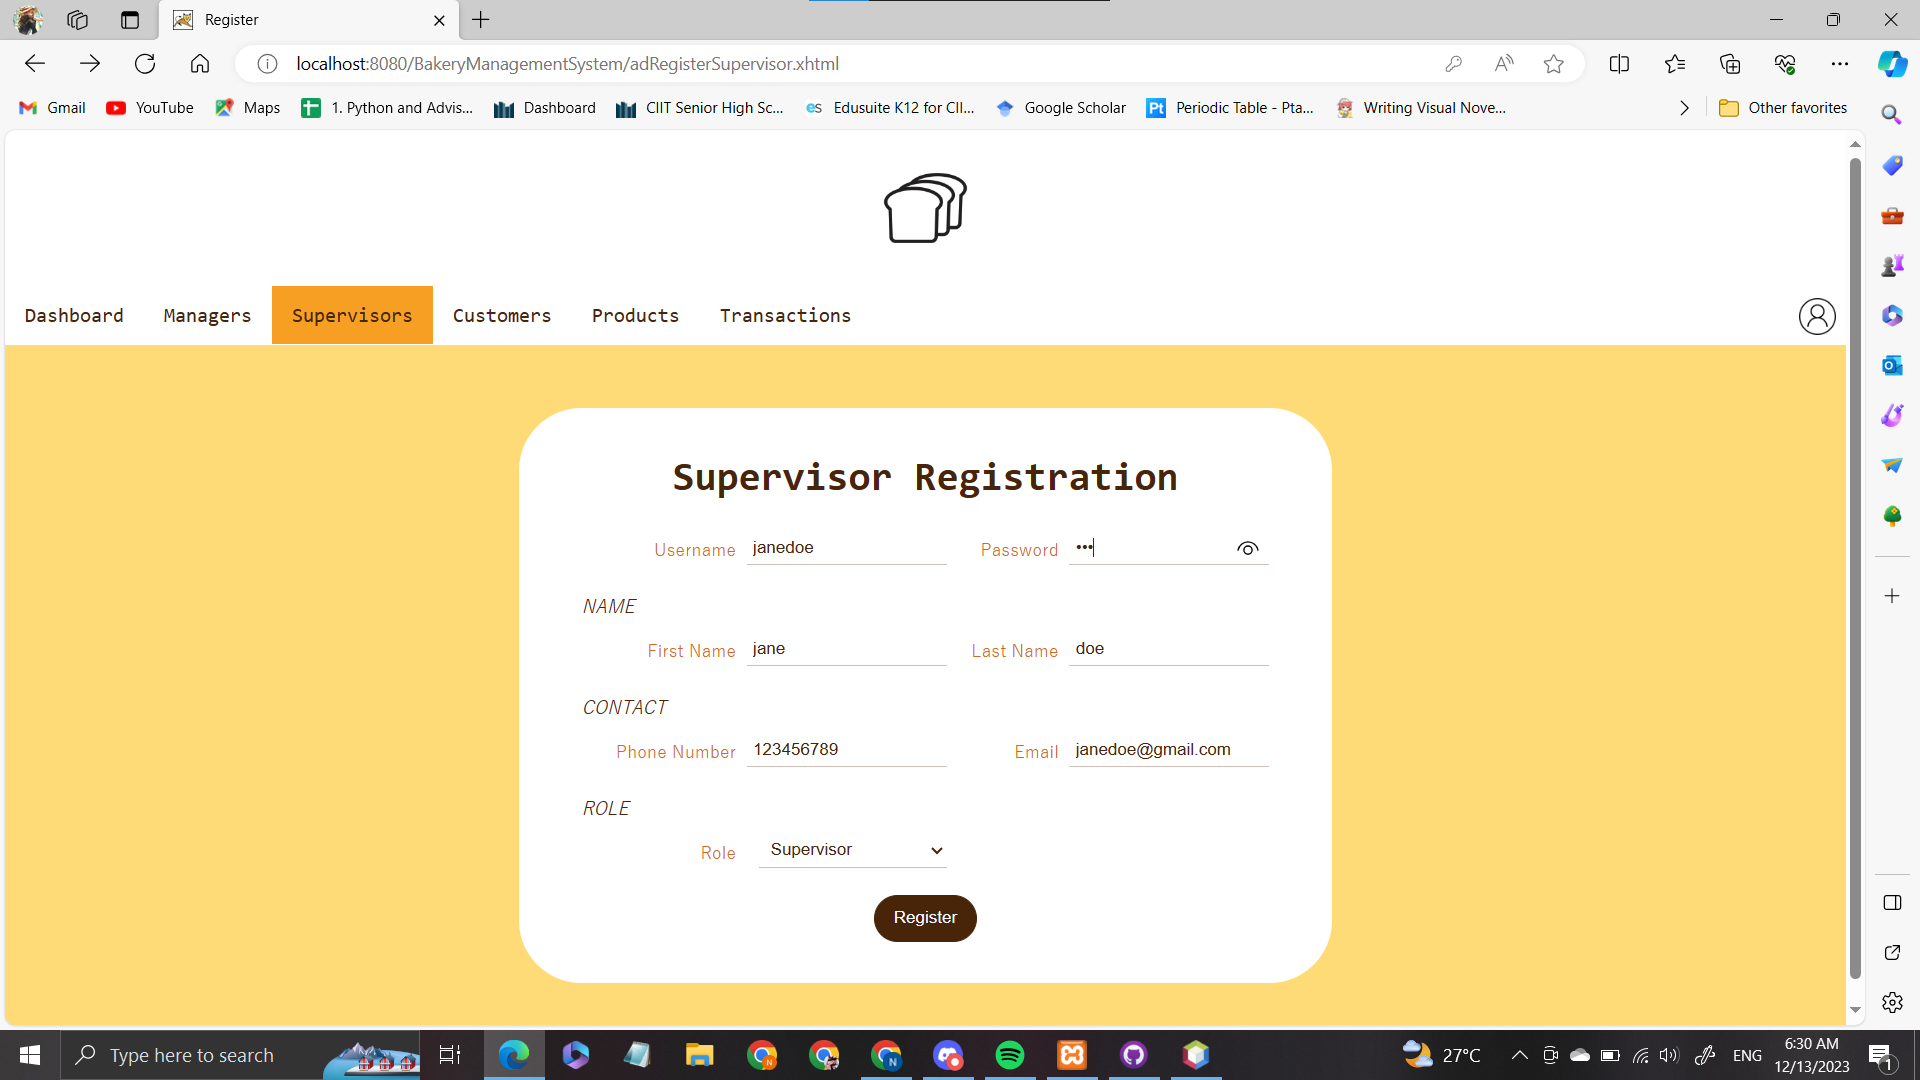 Register
localhost:8080/BakeryManagementSystem/adRegisterSupervisor.xhtml
Gmail YouTube Maps 1. Python and Advis... Dashboard CIIT Senior High Sc... Edusuite K12 for CII... Google Scholar Periodic Table - Pta... Writing Visual Nove... Other favorites
Dashboard Managers Supervisors Customers Products Transactions
Supervisor Registration
Username janedoe Password •••
NAME
First Name jane Last Name doe
CONTACT
Phone Number 123456789 Email janedoe@gmail.com
ROLE
Role Supervisor
Register
Type here to search 27°C ENG 6:30 AM
12/13/2023 1